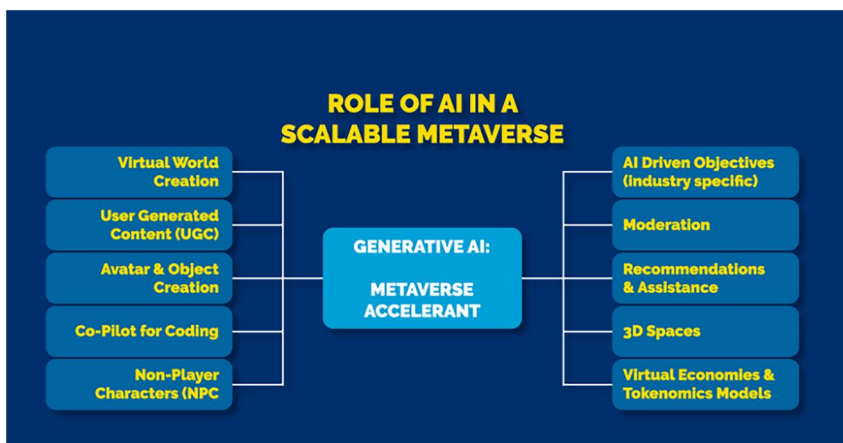 ROLE OF AI IN A
SCALABLE METAVERSE
Virtual World
Creation
User Generated
Content (UGC)
Avatar & Object
Creation
Co-Pilot for Coding
Non-Player
Characters (NPC
GENERATIVE AI:
METAVERSE
ACCELERANT
AI Driven Objectives
(industry specific)
Moderation
Recommendations
& Assistance
3D Spaces
Virtual Economies &
Tokenomics Models